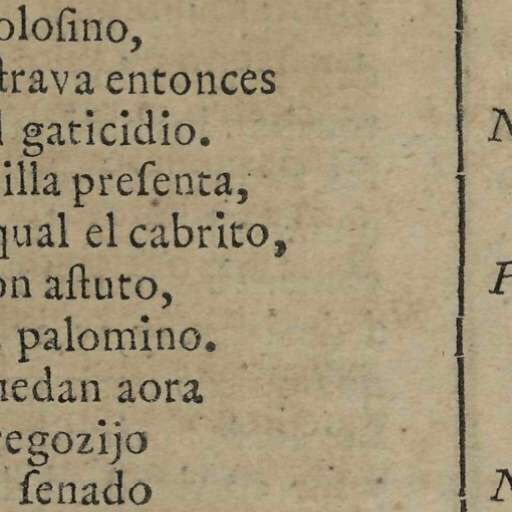 oloſino,
trava entonces
gaticidio.
illa preſenta,
qual el cabrito,
on aſtuto,
palomino.
uedan aora
regozijo
ſenado